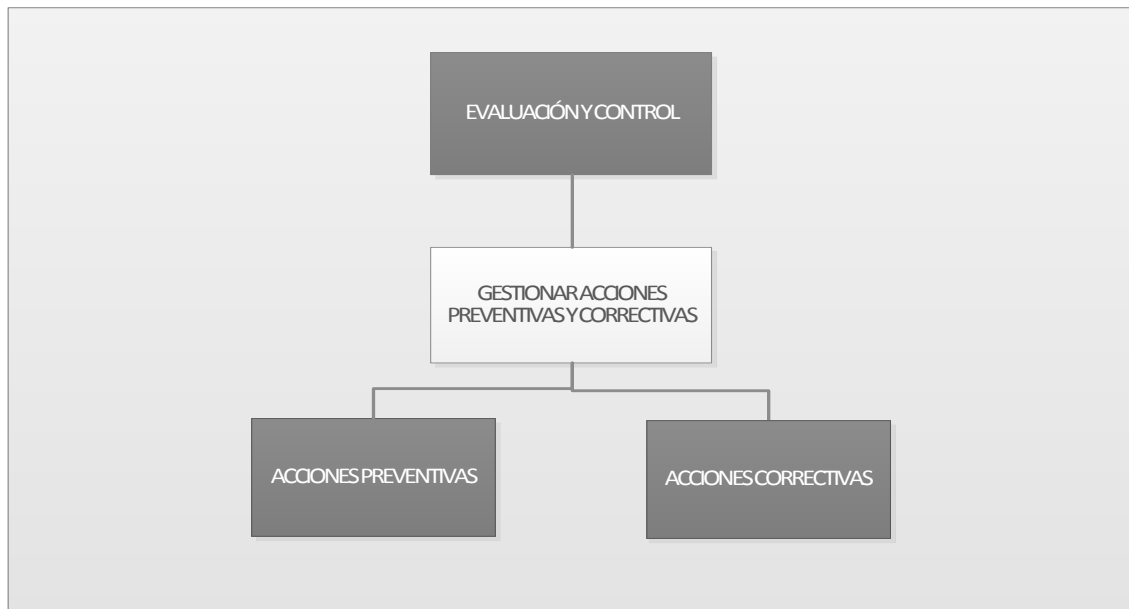 EVALUACIÓN Y CONTROL
GESTIONAR ACCIONES
PREVENTIVAS Y CORRECTIVAS
ACCIONES PREVENTIVAS
ACCIONES CORRECTIVAS